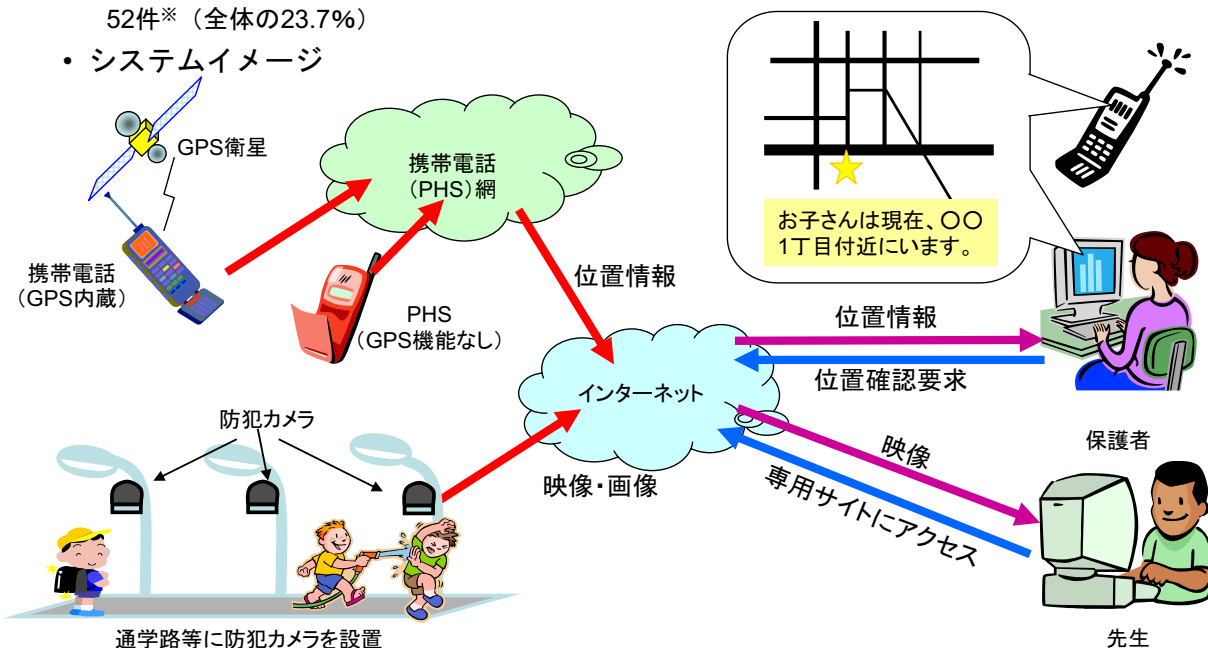 52件※（全体の23.7%）
・システムイメージ
GPS衛星
携帯電話
（PHS）網
携帯電話
（GPS内蔵）
PHS
（GPS機能なし）
位置情報
お子さんは現在、〇〇
1丁目付近にいます。
位置情報
位置確認要求
インターネット
保護者
防犯カメラ
映像・画像
映像
専用サイトにアクセス
通学路等に防犯カメラを設置
先生